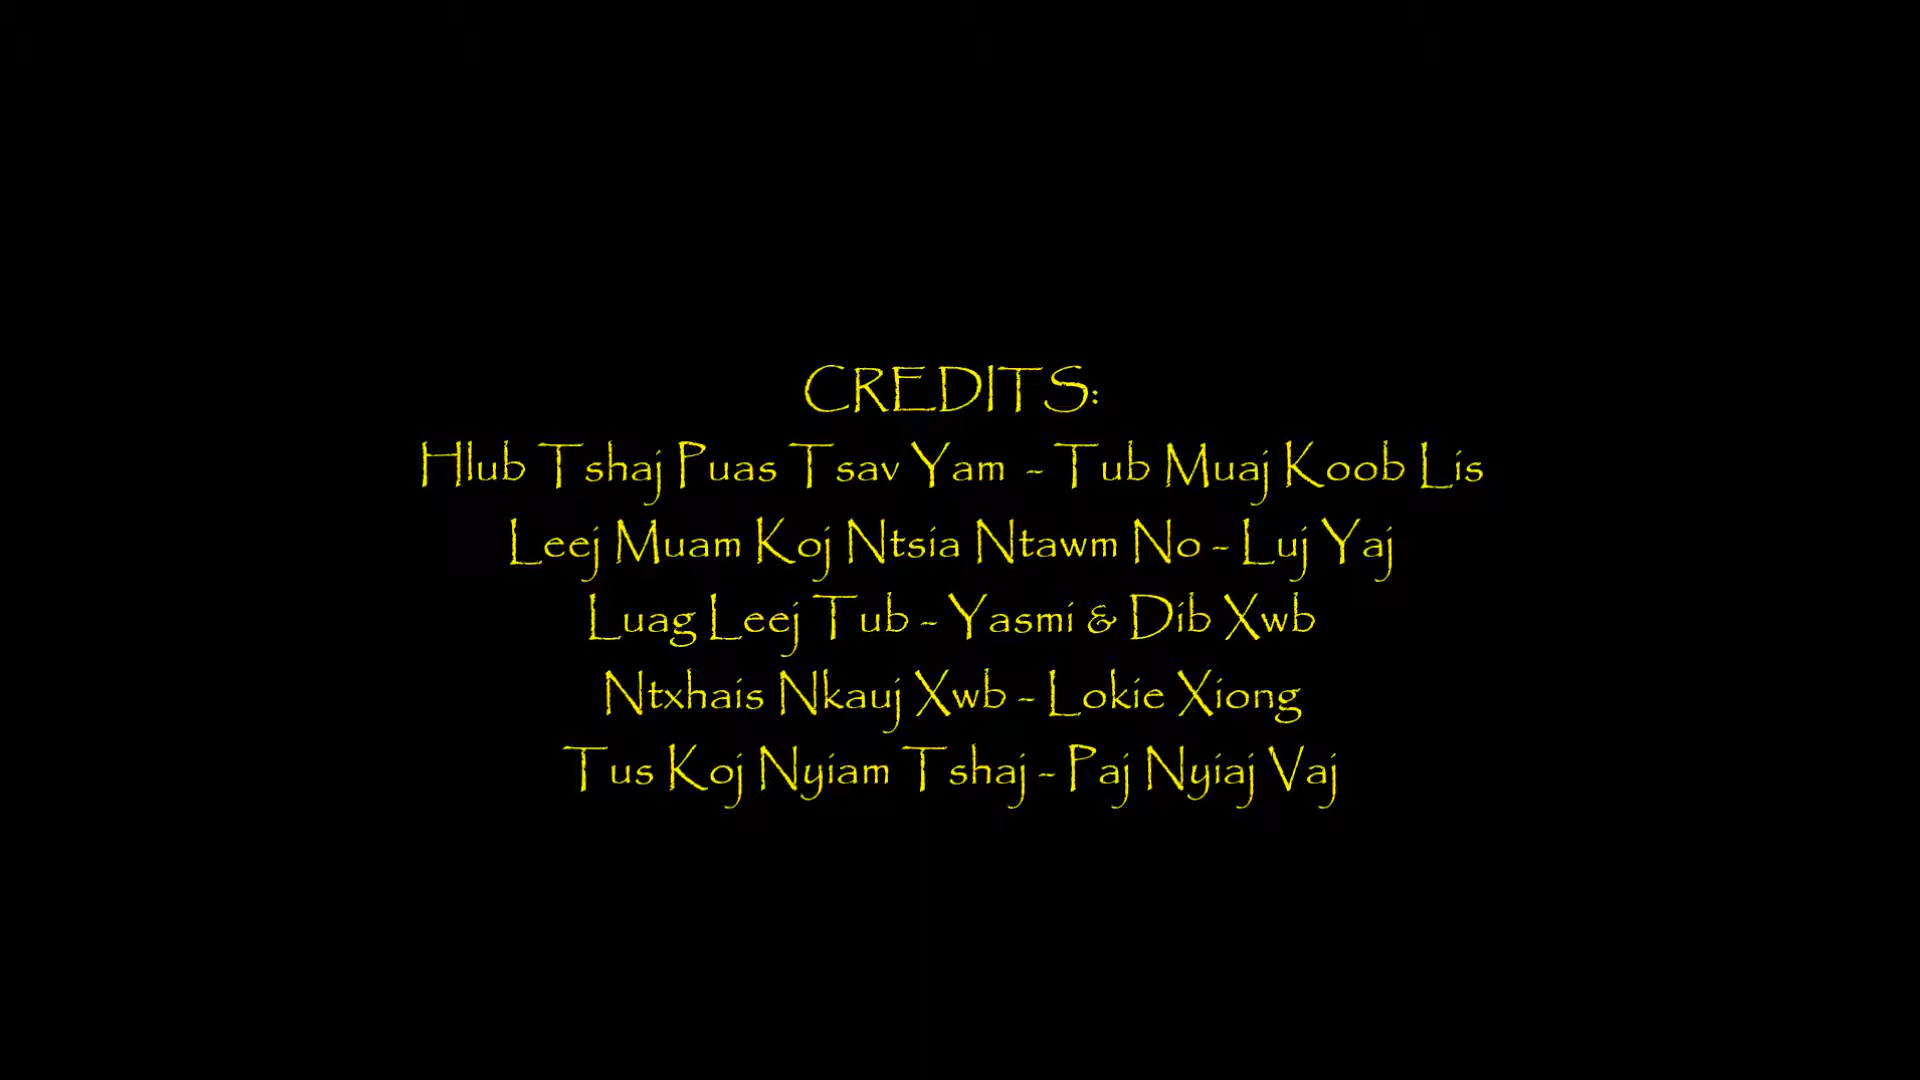 CREDITS:
Hlub Tshaj Puas Tsav Yam - Tub Muaj Koob Lis
Leej Muam Koj Ntsia Ntawm No - Luj Yaj
Luag Leej Tub - Yasmi & Dib Xwb
Ntxhais Nkauj Xwb - Lokie Xiong
Tus Koj Nyiam Tshaj - Paj Nyiaj Vaj